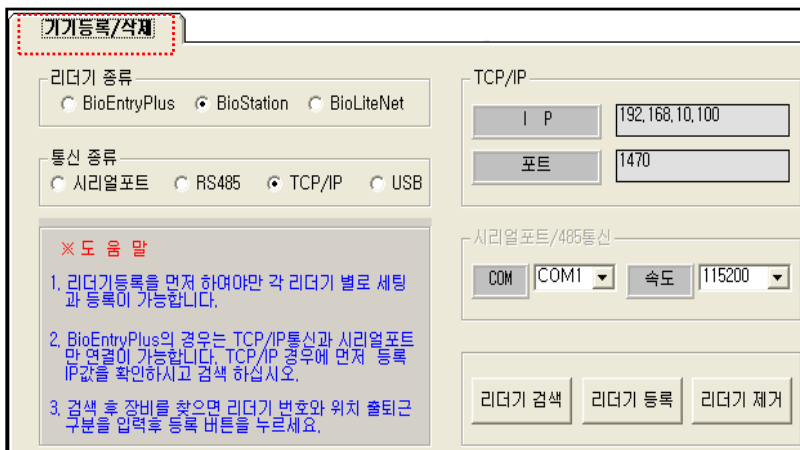 기기등록/삭제
리더기 종류
BioEntryPlus BioStation BioLiteNet
통신 종류
시리얼포트 RS485 TCP/IP USB
※ 도 움 말
1. 리더기등록을 먼저 하여야만 각 리더기 별로 세팅
과 등록이 가능합니다.
2. BioEntryPlus의 경우는 TCP/IP통신과 시리얼포트
만 연결이 가능합니다. TCP/IP 경우에 먼저 등록
IP값을 확인하시고 검색 하십시오.
3. 검색 후 장비를 찾으면 리더기 번호와 위치 출퇴근
구분을 입력후 등록 버튼을 누르세요.
TCP/IP
I P 192.168.10.100
포트 1470
시리얼포트/485통신
COM COM1 속도 115200
리더기 검색 리더기 등록 리더기 제거